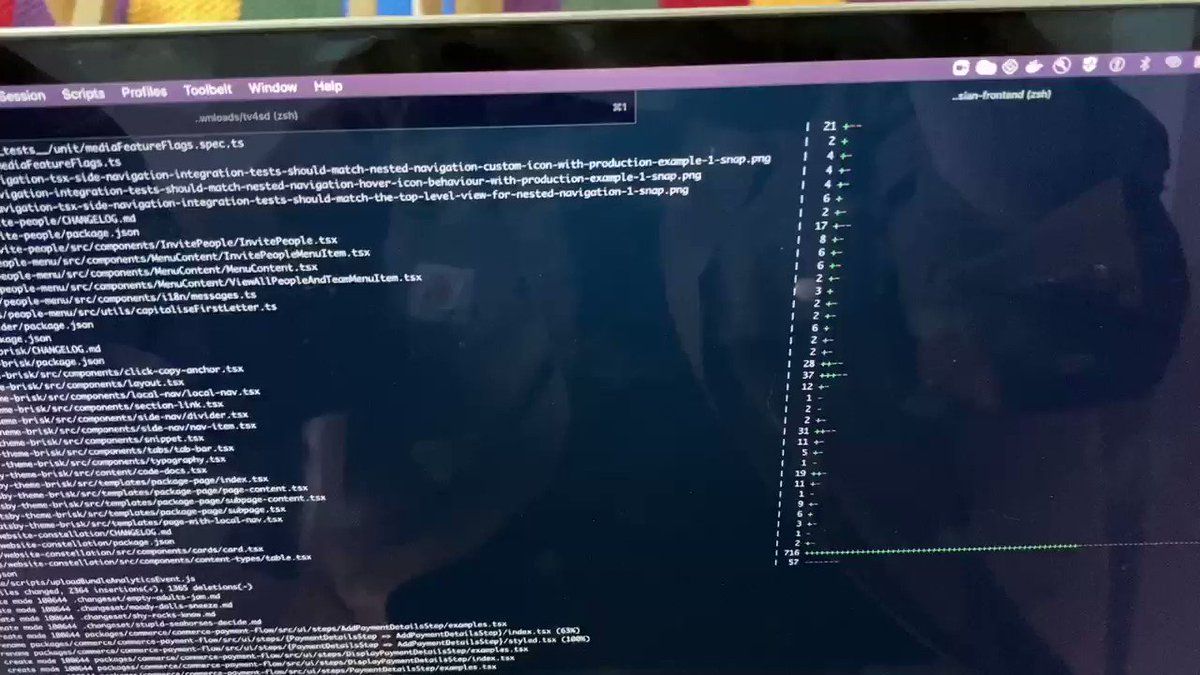 Session Scripts Profiles Toolbelt Window Help
..wnloads/tv4sd (zsh) ⌘1 ..sian-frontend (zsh)
_tests__/unit/mediaFeatureFlags.spec.ts | 21 +--
ediaFeatureFlags.ts | 2 +
igation-tsx-side-navigation-integration-tests-should-match-nested-navigation-custom-icon-with-production-example-1-snap.png | 4 +-
vigation-integration-tests-should-match-nested-navigation-hover-icon-behaviour-with-production-example-1-snap.png | 4 +-
avigation-tsx-side-navigation-integration-tests-should-match-the-top-level-view-for-nested-navigation-1-snap.png | 4 +-
ite-people/CHANGELOG.md | 6 +
ite-people/package.json | 2 +-
vite-people/src/components/InvitePeople/InvitePeople.tsx | 17 +--
eople-menu/src/components/MenuContent/InvitePeopleMenuItem.tsx | 8 +-
eople-menu/src/components/MenuContent/MenuContent.tsx | 6 +-
people-menu/src/components/MenuContent/ViewAllPeopleAndTeamMenuItem.tsx | 6 +-
/people-menu/src/components/i18n/messages.ts | 2 +-
s/people-menu/src/utils/capitaliseFirstLetter.ts | 3 +
der/package.json | 2 +-
kage.json | 2 +-
brisk/CHANGELOG.md | 6 +
-brisk/package.json | 2 +-
e-brisk/src/components/click-copy-anchor.tsx | 2 +-
me-brisk/src/components/layout.tsx | 28 ++--
eme-brisk/src/components/local-nav/local-nav.tsx | 37 +++---
eme-brisk/src/components/section-link.tsx | 12 +-
eme-brisk/src/components/side-nav/divider.tsx | 1 -
heme-brisk/src/components/side-nav/nav-item.tsx | 2 -
theme-brisk/src/components/snippet.tsx | 2 +-
-theme-brisk/src/components/tabs/tab-bar.tsx | 31 ++--
y-theme-brisk/src/components/typography.tsx | 11 +-
y-theme-brisk/src/content/code-docs.tsx | 5 +-
by-theme-brisk/src/templates/package-page/index.tsx | 1 -
sby-theme-brisk/src/templates/package-page/page-content.tsx | 19 ++-
tsby-theme-brisk/src/templates/package-page/subpage-content.tsx | 11 +-
atsby-theme-brisk/src/templates/package-page/subpage.tsx | 1 -
atsby-theme-brisk/src/templates/page-with-local-nav.tsx | 9 +-
website-constellation/CHANGELOG.md | 6 +
website-constellation/package.json | 3 +-
/website-constellation/src/components/cards/card.tsx | 1 -
/website-constellation/src/components/content-types/table.tsx | 2 +-
json | 716
e/scripts/uploadBundleAnalyticsEvent.js | 57
files changed, 2364 insertions(+), 1365 deletions(-)
ate mode 100644 .changeset/empty-adults-jam.md
ate mode 100644 .changeset/moody-dolls-sneeze.md
eate mode 100644 .changeset/shy-rocks-know.md
eate mode 100644 .changeset/stupid-seahorses-decide.md
create mode 100644 packages/commerce/commerce-payment-flow/src/ui/steps/AddPaymentDetailsStep/examples.tsx
rename packages/commerce/commerce-payment-flow/src/ui/steps/{PaymentDetailsStep => AddPaymentDetailsStep}/index.tsx (63%)
rename packages/commerce/commerce-payment-flow/src/ui/steps/{PaymentDetailsStep => AddPaymentDetailsStep}/styled.tsx (100%)
create mode 100644 packages/commerce/commerce-payment-flow/src/ui/steps/DisplayPaymentDetailsStep/examples.tsx
create mode 100644 packages/commerce/commerce-payment-flow/src/ui/steps/DisplayPaymentDetailsStep/index.tsx
create mode 100644 packages/commerce/commerce-payment-flow/src/ui/steps/PaymentDetailsStep/examples.tsx